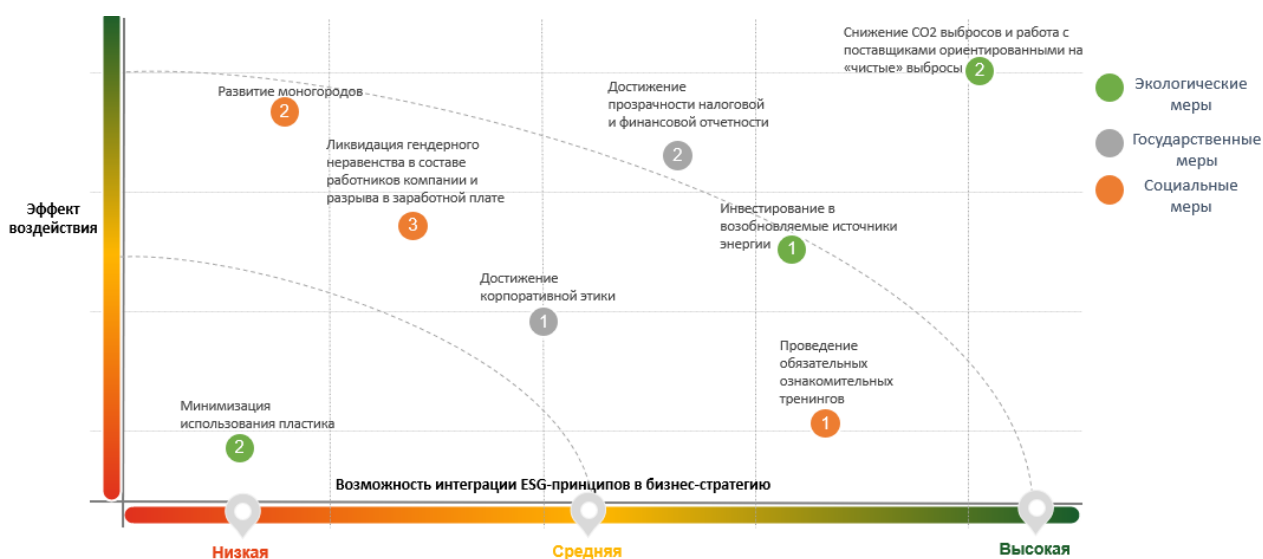 Снижение СО2 выбросов и работа с
поставщиками ориентированными на
«чистые» выбросы
2
Экологические
меры
Государственные
меры
Социальные
меры
Развитие моногородов
2
Достижение
прозрачности налоговой
и финансовой отчетности
2
Ликвидация гендерного
неравенства в составе
работников компании и
разрыва в заработной плате
3
Эффект
воздействия
Инвестирование в
возобновляемые источники
энергии
1
Достижение
корпоративной этики
1
Проведение
обязательных
ознакомительных
тренингов
1
Минимизация
использования пластика
2
Возможность интеграции ESG-принципов в бизнес-стратегию
Низкая
Средняя
Высокая